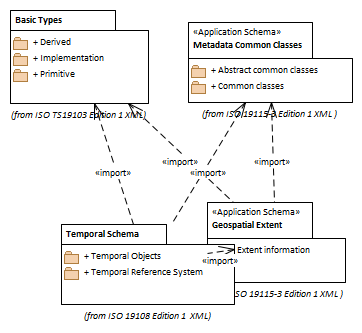 Basic Types
+ Derived
+ Implementation
+ Primitive
(from ISO TS19103 Edition 1 XML)
«Application Schema»
Metadata Common Classes
+ Abstract common classes
+ Common classes
(from ISO 19115-3 Edition 1 XML )
«import»
«import»
«import»
Temporal Schema
+ Temporal Objects
+ Temporal Reference System
(from ISO 19108 Edition 1 XML)
«Application Schema»
Geospatial Extent
Extent information
«import»
ISO 19115-3 Edition 1 XML )